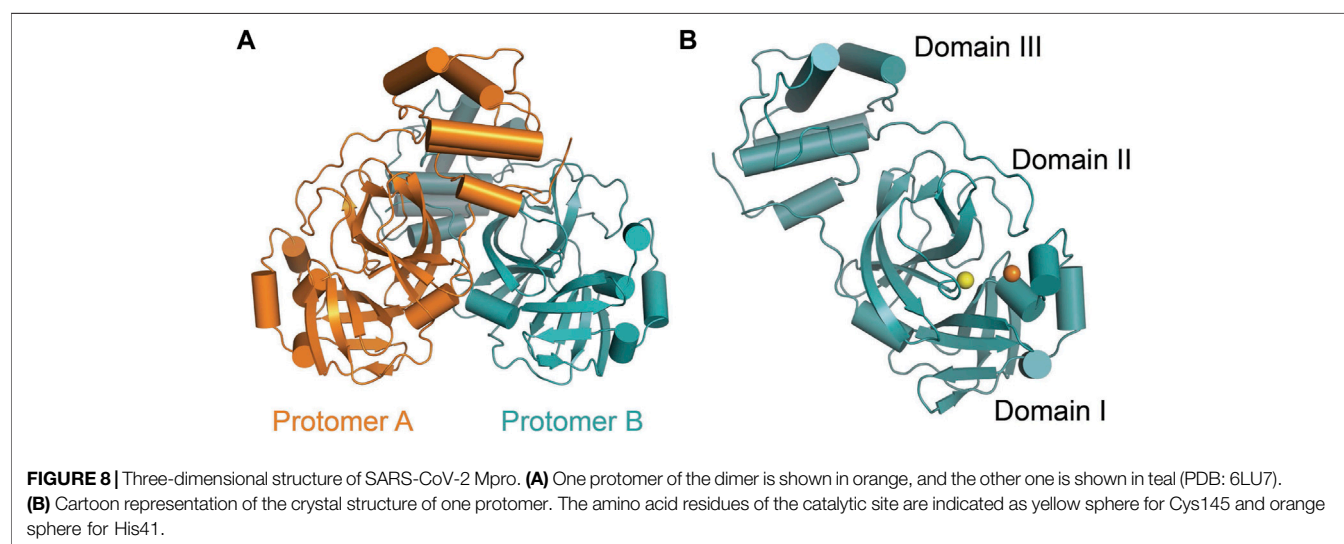 A
B
Domain III
Domain II
Domain I
Protomer A
Protomer B
FIGURE 8 | Three-dimensional structure of SARS-CoV-2 Mpro. (A) One protomer of the dimer is shown in orange, and the other one is shown in teal (PDB: 6LU7).
(B) Cartoon representation of the crystal structure of one protomer. The amino acid residues of the catalytic site are indicated as yellow sphere for Cys145 and orange
sphere for His41.